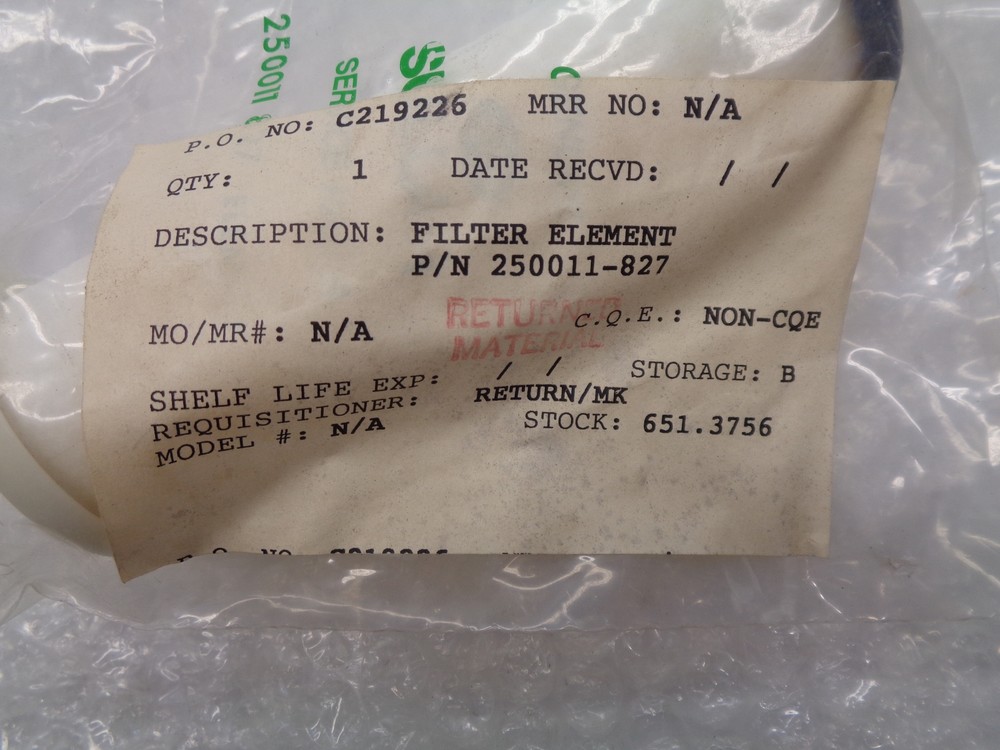 250011
SER
P.O. NO: C219226 MRR NO: N/A
QTY: 1 DATE RECVD: / /
DESCRIPTION: FILTER ELEMENT
P/N 250011-827
RETURNED
MATERIAL
C.Q.E.: NON-CQE
MO/MR#: N/A
SHELF LIFE EXP: / / STORAGE: B
REQUISITIONER: RETURN/MK
MODEL #: N/A STOCK: 651.3756